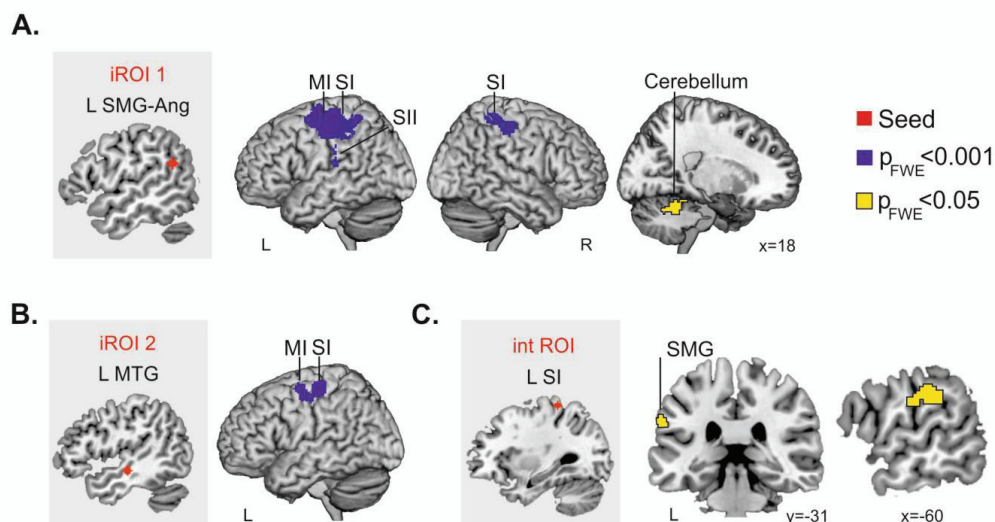 A.
iROI 1
L SMG-Ang
MI SI
SII
L
SI
R
Cerebellum
x=18
Seed
pFWE<0.001
pFWE<0.05
B.
iROI 2
L MTG
MI SI
L
C.
int ROI
L SI
SMG
L
y=-31
x=-60